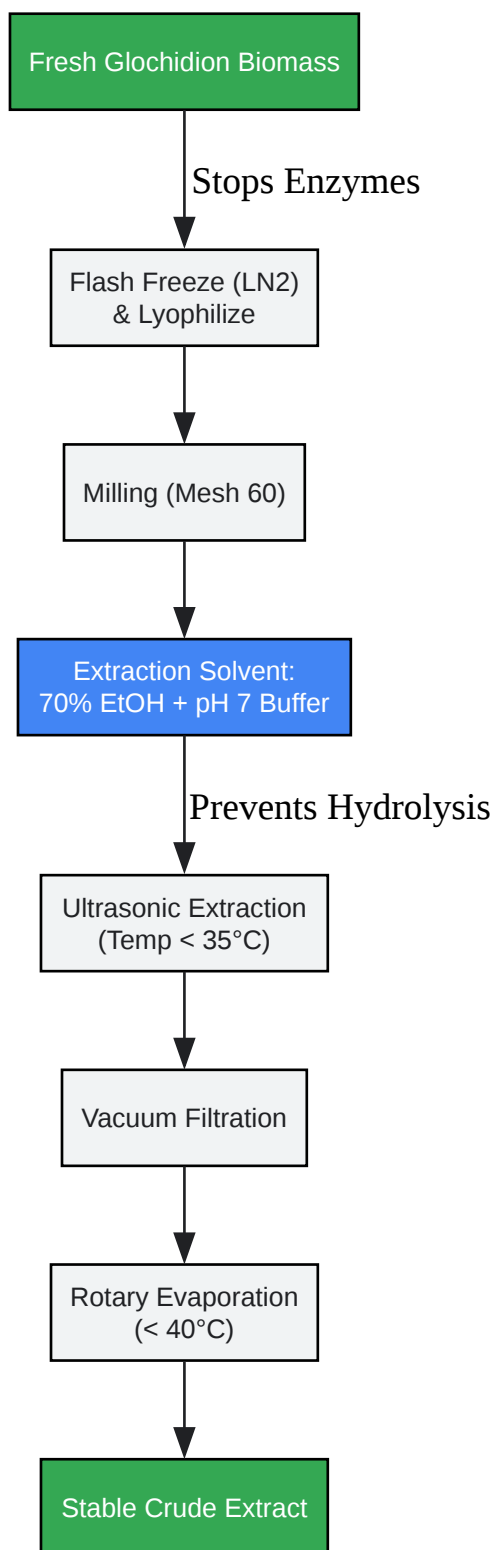 Fresh Glochidion Biomass
Stops Enzymes
Flash Freeze (LN2)
& Lyophilize
Milling (Mesh 60)
Extraction Solvent:
70% EtOH + pH 7 Buffer
Prevents Hydrolysis
Ultrasonic Extraction
(Temp < 35°C)
Vacuum Filtration
Rotary Evaporation
(< 40°C)
Stable Crude Extract